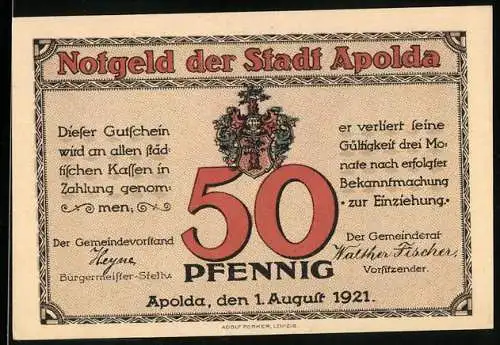 Notgeld der Stadt Apolda
Dieser Gutschein
wird an allen städ-
tischen Kassen in
Zahlung genom-
men;
er verliert seine
Gültigkeit drei Mo-
nate nach erfolgter
Bekanntmachung
· zur Einziehung. ·
50
PFENNIG
Der Gemeindevorstand
Heyne
Bürgermeister-Stellv.
Der Gemeinderat
Walther Fischer,
Vorsitzender.
Apolda, den 1. August 1921.
ADOLF FORKER, LEIPZIG.